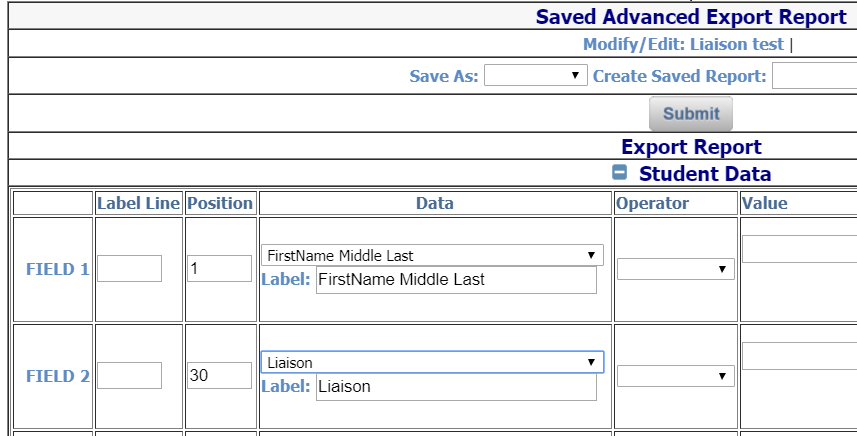 Saved Advanced Export Report
Modify/Edit: Liaison test |
Save As: Create Saved Report:
Submit
Export Report
Student Data
Label Line Position Data Operator Value
FirstName Middle Last
FIELD 1 1
Label: FirstName Middle Last
Liaison
FIELD 2 30
Label: Liaison